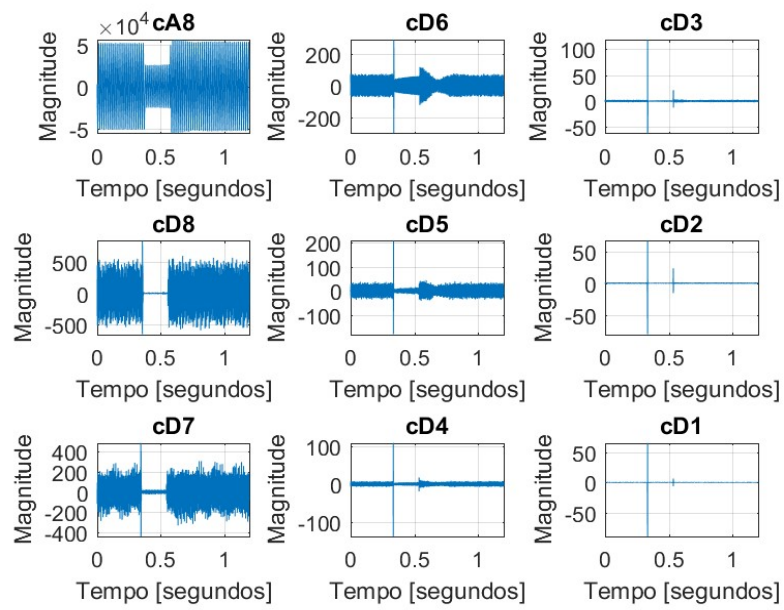 ×10⁴ cA8
5
0
-5
Magnitude
0 0.5 1
Tempo [segundos]
cD6
200
0
-200
Magnitude
0 0.5 1
Tempo [segundos]
cD3
100
50
0
-50
Magnitude
0 0.5 1
Tempo [segundos]
cD8
500
0
-500
Magnitude
0 0.5 1
Tempo [segundos]
cD5
200
100
0
-100
Magnitude
0 0.5 1
Tempo [segundos]
cD2
50
0
-50
Magnitude
0 0.5 1
Tempo [segundos]
cD7
400
200
0
-200
-400
Magnitude
0 0.5 1
Tempo [segundos]
cD4
100
0
-100
Magnitude
0 0.5 1
Tempo [segundos]
cD1
50
0
-50
Magnitude
0 0.5 1
Tempo [segundos]